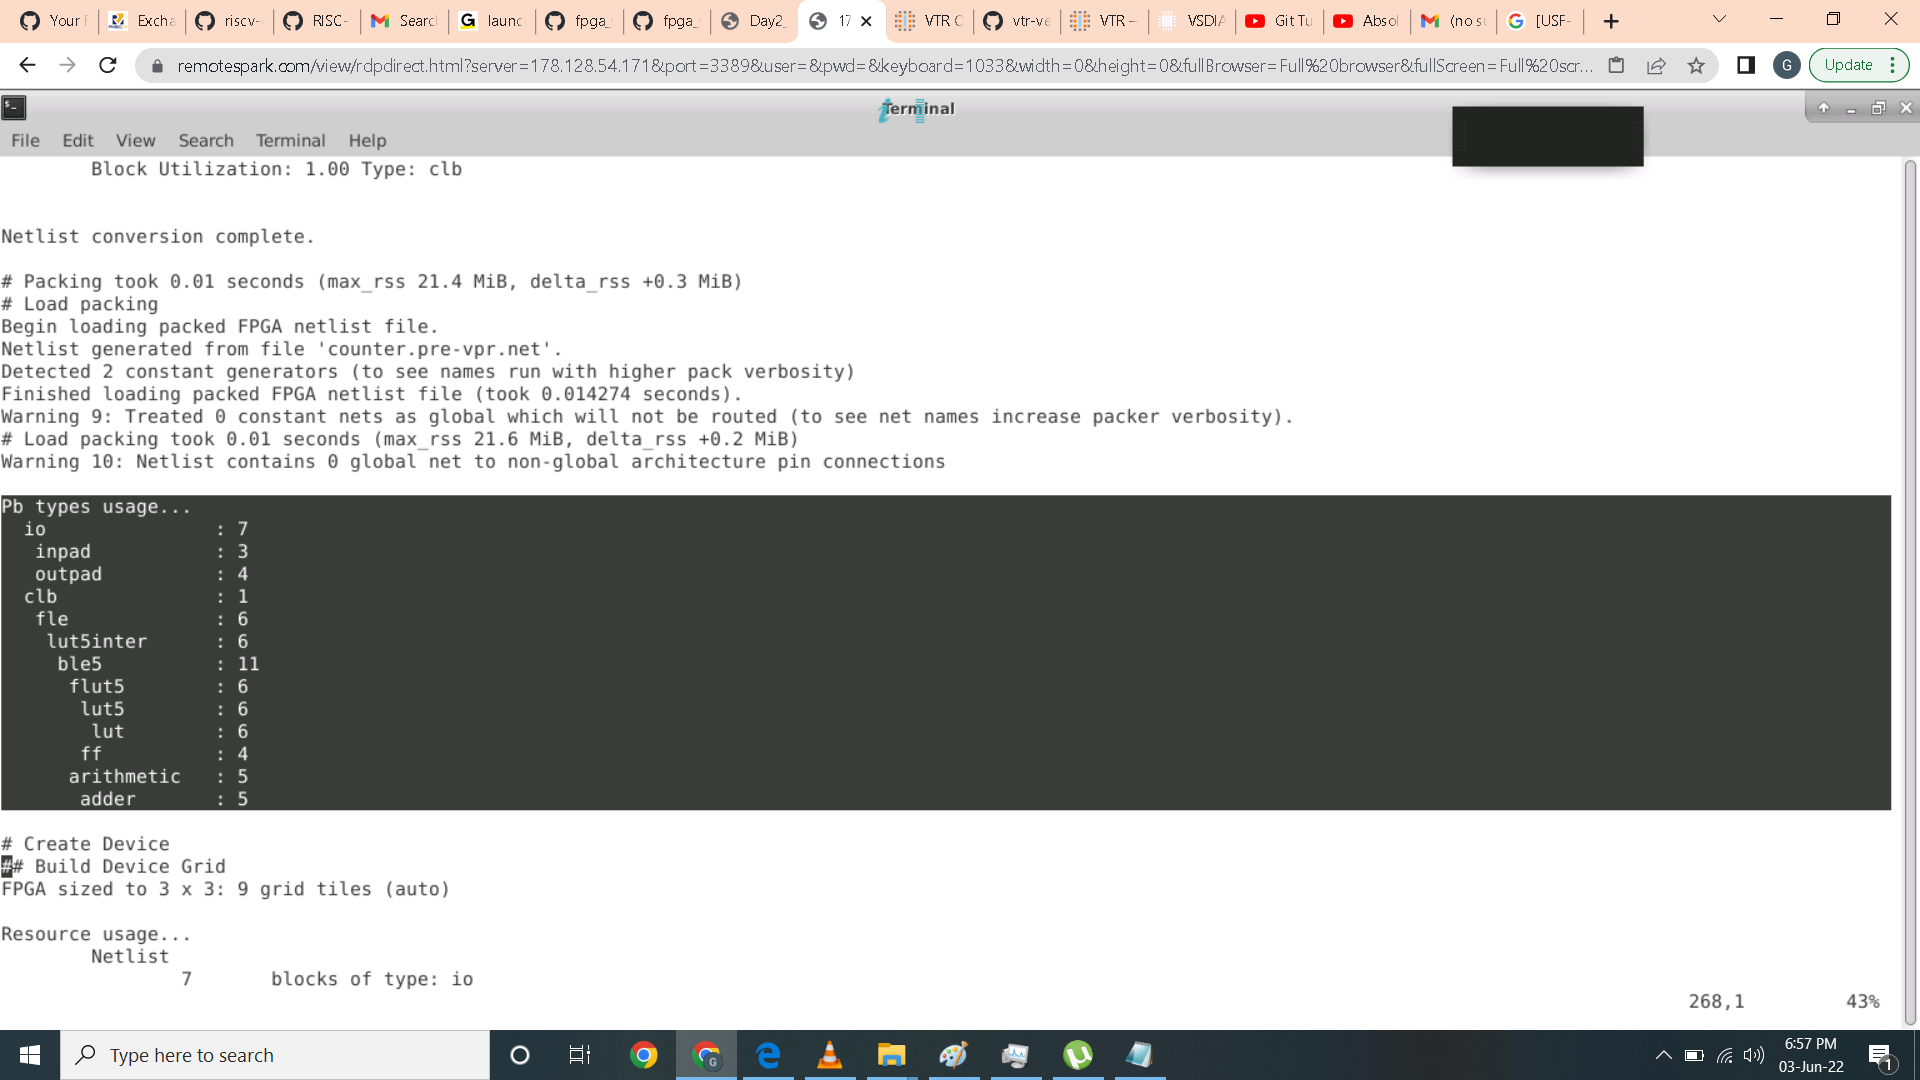 Your F
Excha
riscv-
RISC-
Searc
launc
fpga_
fpga_
Day2_
17
VTR C
vtr-ve
VTR —
VSDIA
Git Tu
Absol
(no su
[USF-
remotespark.com/view/rdpdirect.html?server=178.128.54.171&port=3389&user=&pwd=&keyboard=1033&width=0&height=0&fullBrowser=Full%20browser&fullScreen=Full%20scr...
G
Update
Terminal
File Edit View Search Terminal Help
Block Utilization: 1.00 Type: clb
Netlist conversion complete.
# Packing took 0.01 seconds (max_rss 21.4 MiB, delta_rss +0.3 MiB)
# Load packing
Begin loading packed FPGA netlist file.
Netlist generated from file 'counter.pre-vpr.net'.
Detected 2 constant generators (to see names run with higher pack verbosity)
Finished loading packed FPGA netlist file (took 0.014274 seconds).
Warning 9: Treated 0 constant nets as global which will not be routed (to see net names increase packer verbosity).
# Load packing took 0.01 seconds (max_rss 21.6 MiB, delta_rss +0.2 MiB)
Warning 10: Netlist contains 0 global net to non-global architecture pin connections
Pb types usage...
io : 7
inpad : 3
outpad : 4
clb : 1
fle : 6
lut5inter : 6
ble5 : 11
flut5 : 6
lut5 : 6
lut : 6
ff : 4
arithmetic : 5
adder : 5
# Create Device
## Build Device Grid
FPGA sized to 3 x 3: 9 grid tiles (auto)
Resource usage...
Netlist
7 blocks of type: io
268,1 43%
Type here to search
6:57 PM
03-Jun-22
1